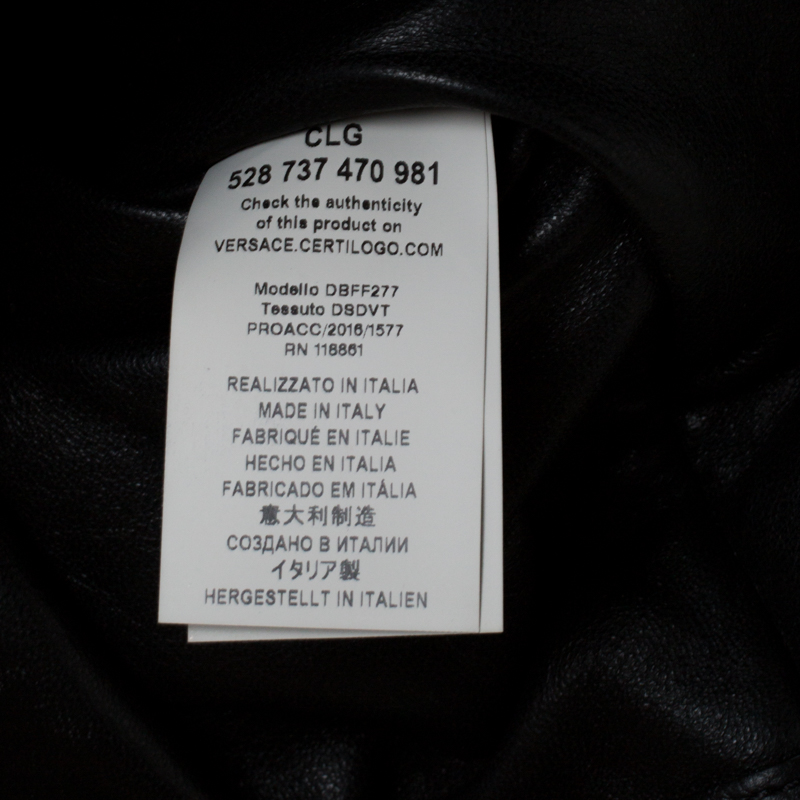 CLG
528 737 470 981
Check the authenticity
of this product on
VERSACE.CERTILOGO.COM
Modello DBFF277
Tessuto DSDVT
PROACC/2016/1577
RN 118861
REALIZZATO IN ITALIA
MADE IN ITALY
FABRIQUÉ EN ITALIE
HECHO EN ITALIA
FABRICADO EM ITÁLIA
意大利制造
СОЗДАНО В ИТАЛИИ
イタリア製
HERGESTELLT IN ITALIEN